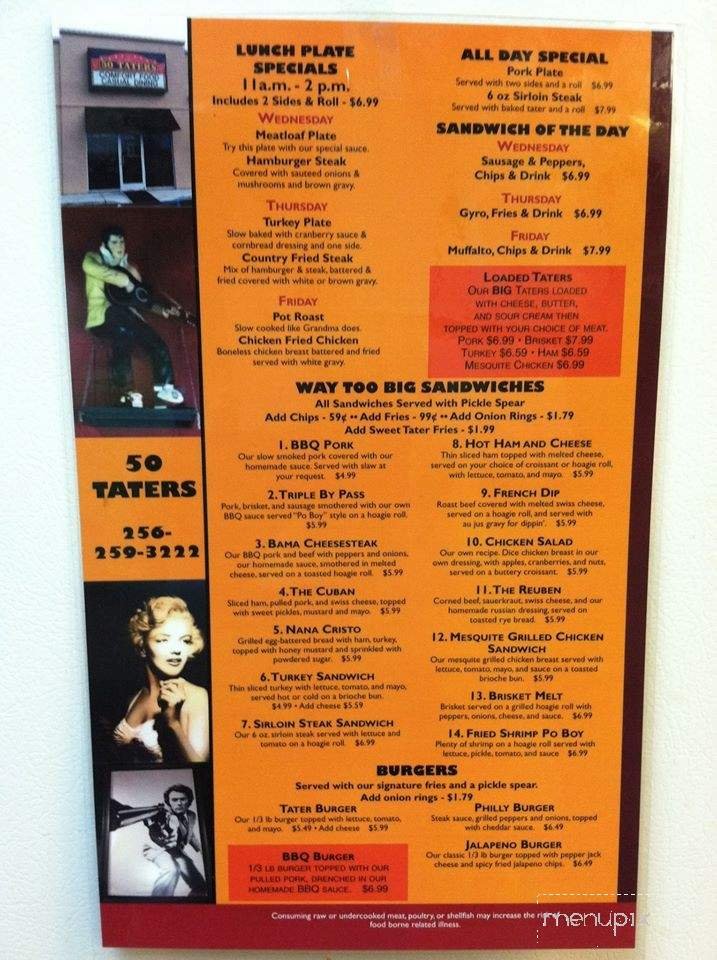 50 TATERS
COMFORT FOOD
CASUAL DINING
50
TATERS
256-
259-3222
LUNCH PLATE
SPECIALS
11a.m. - 2 p.m.
Includes 2 Sides & Roll - $6.99
WEDNESDAY
Meatloaf Plate
Try this plate with our special sauce.
Hamburger Steak
Covered with sauteed onions &
mushrooms and brown gravy.
THURSDAY
Turkey Plate
Slow baked with cranberry sauce &
cornbread dressing and one side.
Country Fried Steak
Mix of hamburger & steak, battered &
fried covered with white or brown gravy.
FRIDAY
Pot Roast
Slow cooked like Grandma does.
Chicken Fried Chicken
Boneless chicken breast battered and fried
served with white gravy.
ALL DAY SPECIAL
Pork Plate
Served with two sides and a roll $6.99
6 oz Sirloin Steak
Served with baked tater and a roll $7.99
SANDWICH OF THE DAY
WEDNESDAY
Sausage & Peppers,
Chips & Drink $6.99
THURSDAY
Gyro, Fries & Drink $6.99
FRIDAY
Muffalto, Chips & Drink $7.99
LOADED TATERS
OUR BIG TATERS LOADED
WITH CHEESE, BUTTER,
AND SOUR CREAM THEN
TOPPED WITH YOUR CHOICE OF MEAT.
PORK $6.99 • BRISKET $7.99
TURKEY $6.59 • HAM $6.59
MESQUITE CHICKEN $6.99
WAY TOO BIG SANDWICHES
All Sandwiches Served with Pickle Spear
Add Chips - 59¢ •• Add Fries - 99¢ •• Add Onion Rings - $1.79
Add Sweet Tater Fries - $1.99
1. BBQ PORK
Our slow smoked pork covered with our
homemade sauce. Served with slaw at
your request. $4.99
2. TRIPLE BY PASS
Pork, brisket, and sausage smothered with our own
BBQ sauce served "Po Boy" style on a hoagie roll.
$5.99
3. BAMA CHEESESTEAK
Our BBQ pork and beef with peppers and onions,
our homemade sauce, smothered in melted
cheese, served on a toasted hoagie roll. $5.99
4. THE CUBAN
Sliced ham, pulled pork, and swiss cheese, topped
with sweet pickles, mustard and mayo. $5.99
5. NANA CRISTO
Grilled egg-battered bread with ham, turkey,
topped with honey mustard and sprinkled with
powdered sugar. $5.99
6. TURKEY SANDWICH
Thin sliced turkey with lettuce, tomato, and mayo,
served hot or cold on a brioche bun.
$4.99 • Add cheese $5.59
7. SIRLOIN STEAK SANDWICH
Our 6 oz. sirloin steak served with lettuce and
tomato on a hoagie roll. $6.99
8. HOT HAM AND CHEESE
Thin sliced ham topped with melted cheese,
served on your choice of croissant or hoagie roll,
with lettuce, tomato, and mayo. $5.99
9. FRENCH DIP
Roast beef covered with melted swiss cheese,
served on a hoagie roll, and served with
au jus gravy for dippin'. $5.99
10. CHICKEN SALAD
Our own recipe. Dice chicken breast in our
own dressing, with apples, cranberries, and nuts,
served on a buttery croissant. $5.99
11. THE REUBEN
Corned beef, sauerkraut, swiss cheese, and our
homemade russian dressing, served on
toasted rye bread. $5.99
12. MESQUITE GRILLED CHICKEN
SANDWICH
Our mesquite grilled chicken breast served with
lettuce, tomato, mayo, and sauce on a toasted
brioche bun. $5.99
13. BRISKET MELT
Brisket served on a grilled hoagie roll with
peppers, onions, cheese, and sauce. $6.99
14. FRIED SHRIMP PO BOY
Plenty of shrimp on a hoagie roll served with
lettuce, pickle, tomato, and sauce $6.99
BURGERS
Served with our signature fries and a pickle spear.
Add onion rings - $1.79
TATER BURGER
Our 1/3 lb burger topped with lettuce, tomato,
and mayo. $5.49 • Add cheese $5.99
BBQ BURGER
1/3 LB BURGER TOPPED WITH OUR
PULLED PORK, DRENCHED IN OUR
HOMEMADE BBQ SAUCE. $6.99
PHILLY BURGER
Steak sauce, grilled peppers and onions, topped
with cheddar sauce. $6.49
JALAPENO BURGER
Our classic 1/3 lb burger topped with pepper jack
cheese and spicy fried jalapeno chips. $6.49
Consuming raw or undercooked meat, poultry, or shellfish may increase the risk of
food borne related illness.
menupix